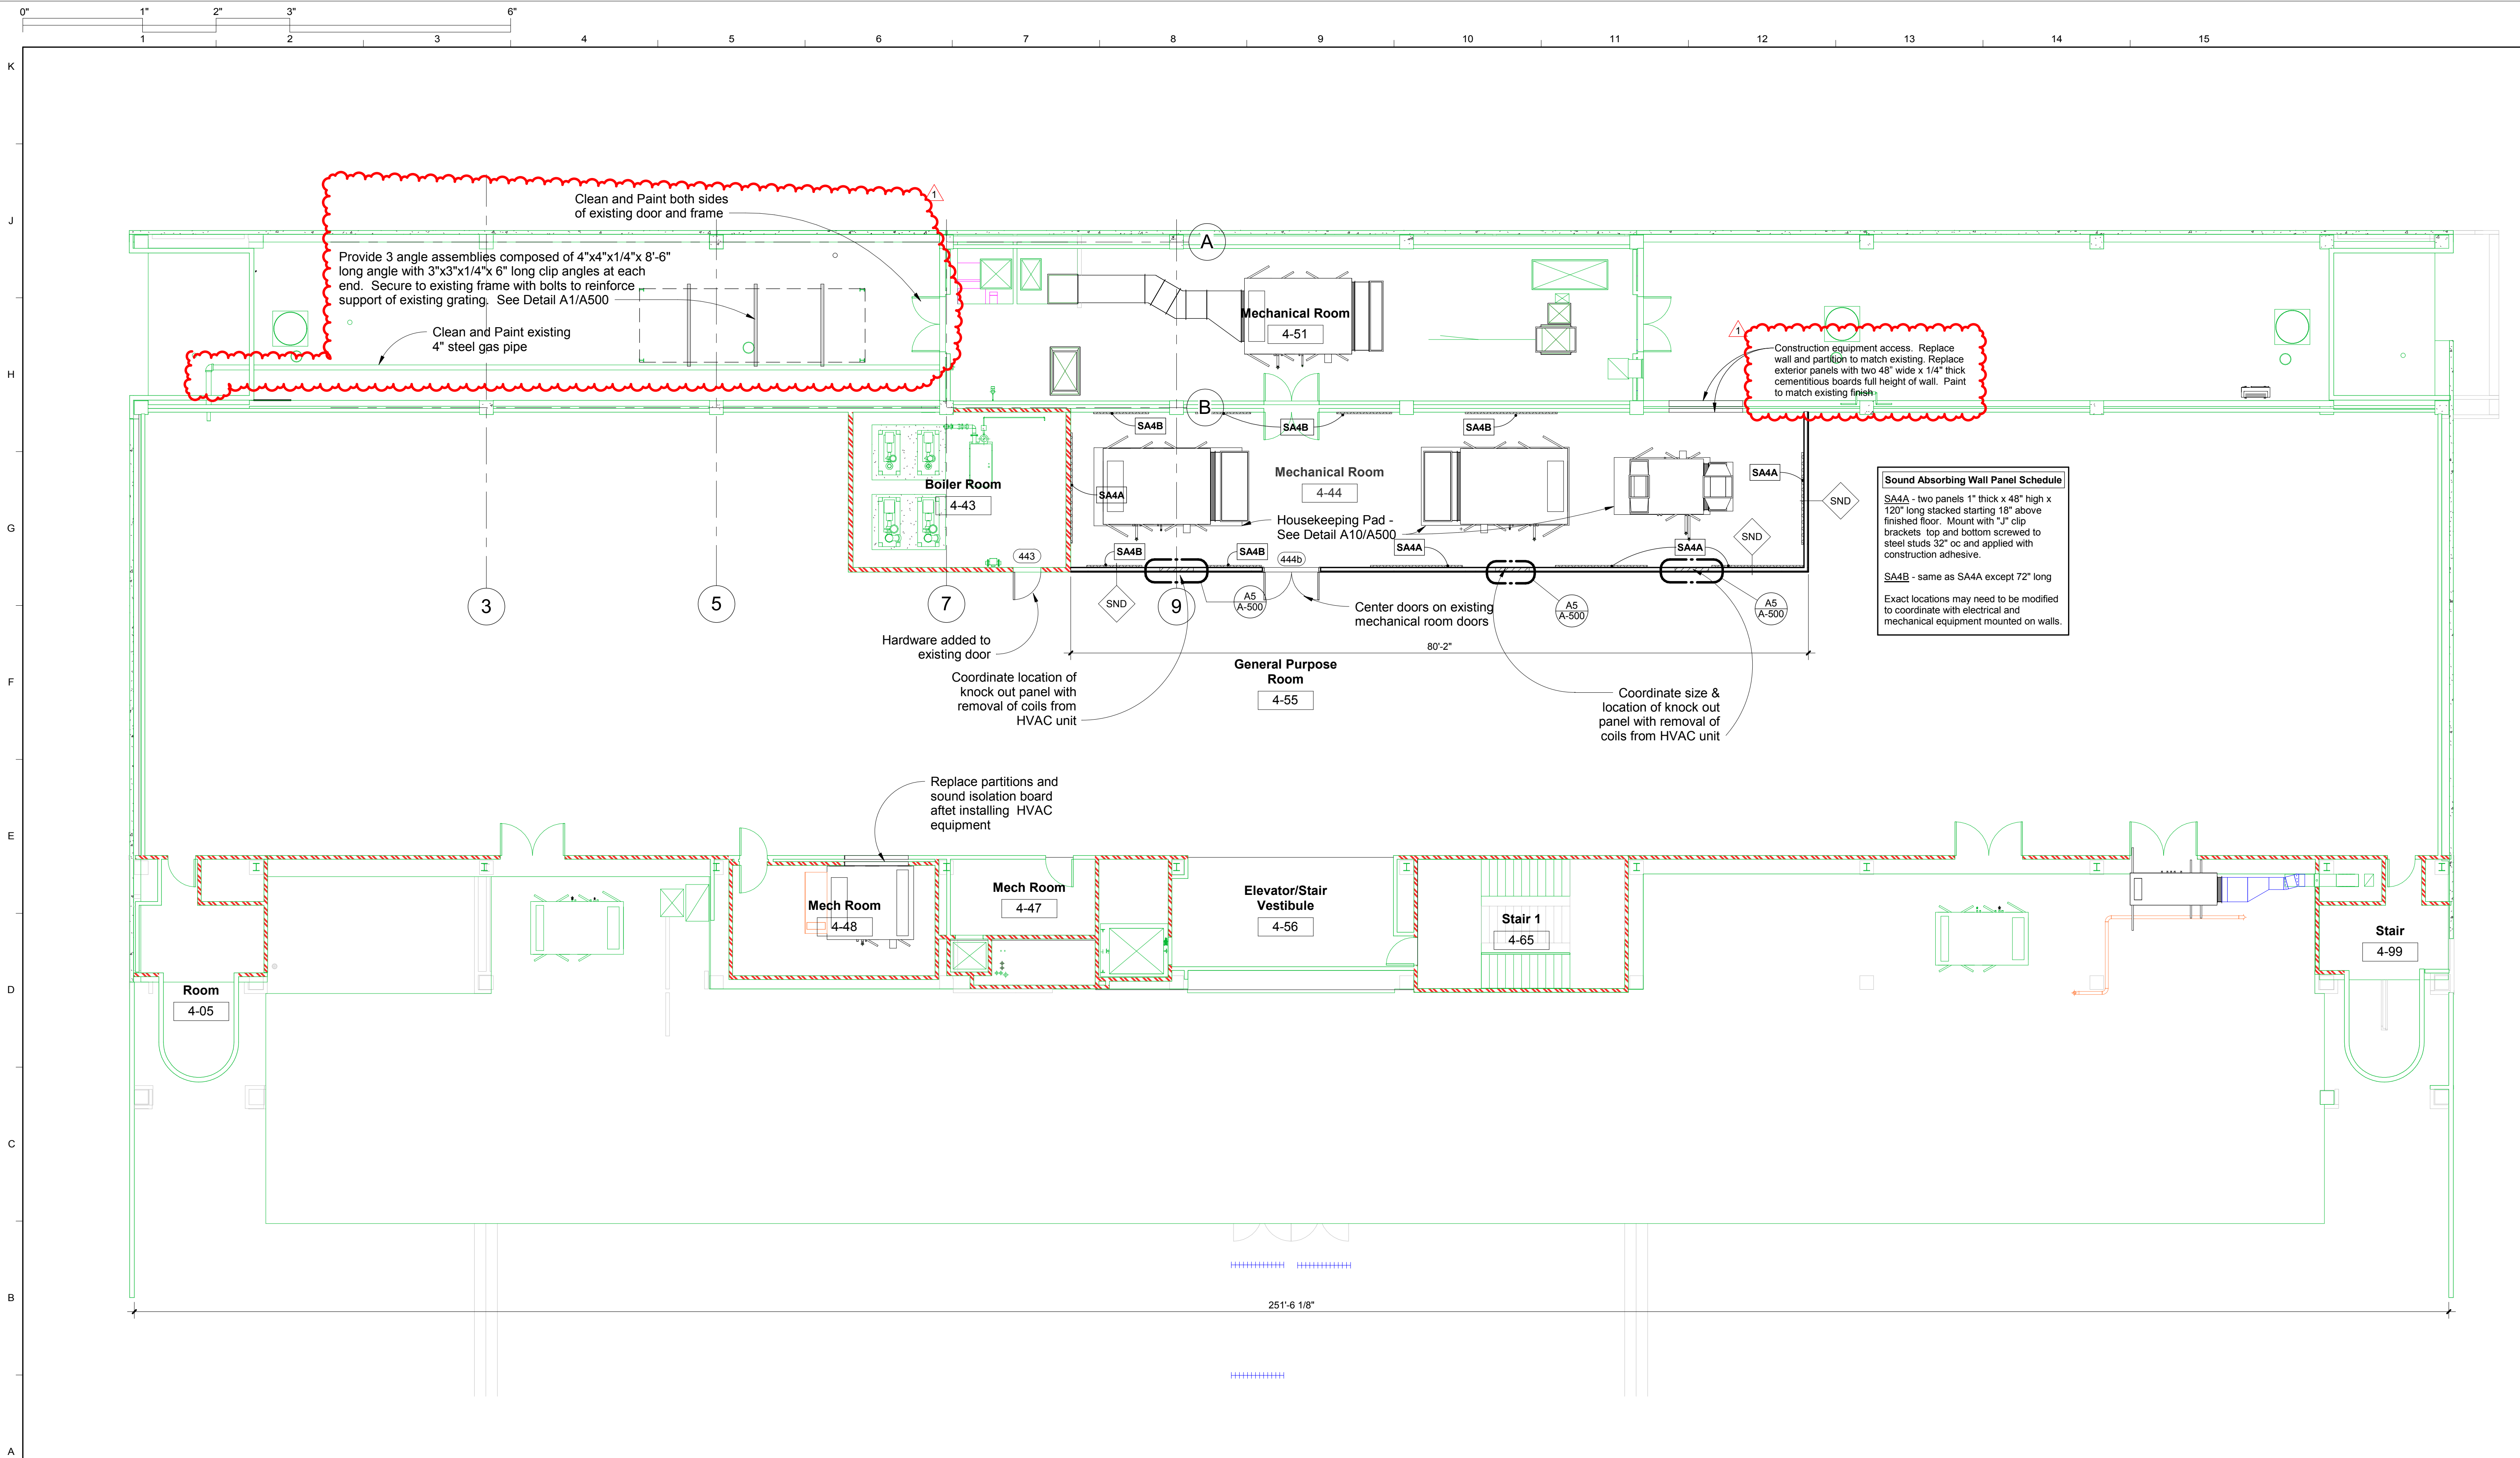 0" 1" 2" 3" 6"
1 2 3 4 5 6 7 8 9 10 11 12 13 14 15
K
J
H
G
F
E
D
C
B
A
Clean and Paint both sides
of existing door and frame
1
Provide 3 angle assemblies composed of 4"x4"x1/4"x 8'-6"
long angle with 3"x3"x1/4"x 6" long clip angles at each
end. Secure to existing frame with bolts to reinforce
support of existing grating. See Detail A1/A500
Clean and Paint existing
4" steel gas pipe
A
Mechanical Room
4-51
1
Construction equipment access. Replace
wall and partition to match existing. Replace
exterior panels with two 48" wide x 1/4" thick
cementitious boards full height of wall. Paint
to match existing finish
B
SA4B
SA4B
SA4B
Boiler Room
4-43
SA4A
Mechanical Room
4-44
SA4A
SND
Housekeeping Pad -
See Detail A10/A500
SND
443
SA4B
SA4B
444b
SA4A
SA4A
Sound Absorbing Wall Panel Schedule
SA4A - two panels 1" thick x 48" high x
120" long stacked starting 18" above
finished floor. Mount with "J" clip
brackets top and bottom screwed to
steel studs 32" oc and applied with
construction adhesive.
SA4B - same as SA4A except 72" long
Exact locations may need to be modified
to coordinate with electrical and
mechanical equipment mounted on walls.
3
5
7
SND
9
A5
A-500
A5
A-500
A5
A-500
Center doors on existing
mechanical room doors
Hardware added to
existing door
80'-2"
Coordinate location of
knock out panel with
removal of coils from
HVAC unit
General Purpose
Room
4-55
Coordinate size &
location of knock out
panel with removal of
coils from HVAC unit
Replace partitions and
sound isolation board
aftet installing HVAC
equipment
Mech Room
4-48
Mech Room
4-47
Elevator/Stair
Vestibule
4-56
Stair 1
4-65
Stair
4-99
Room
4-05
251'-6 1/8"